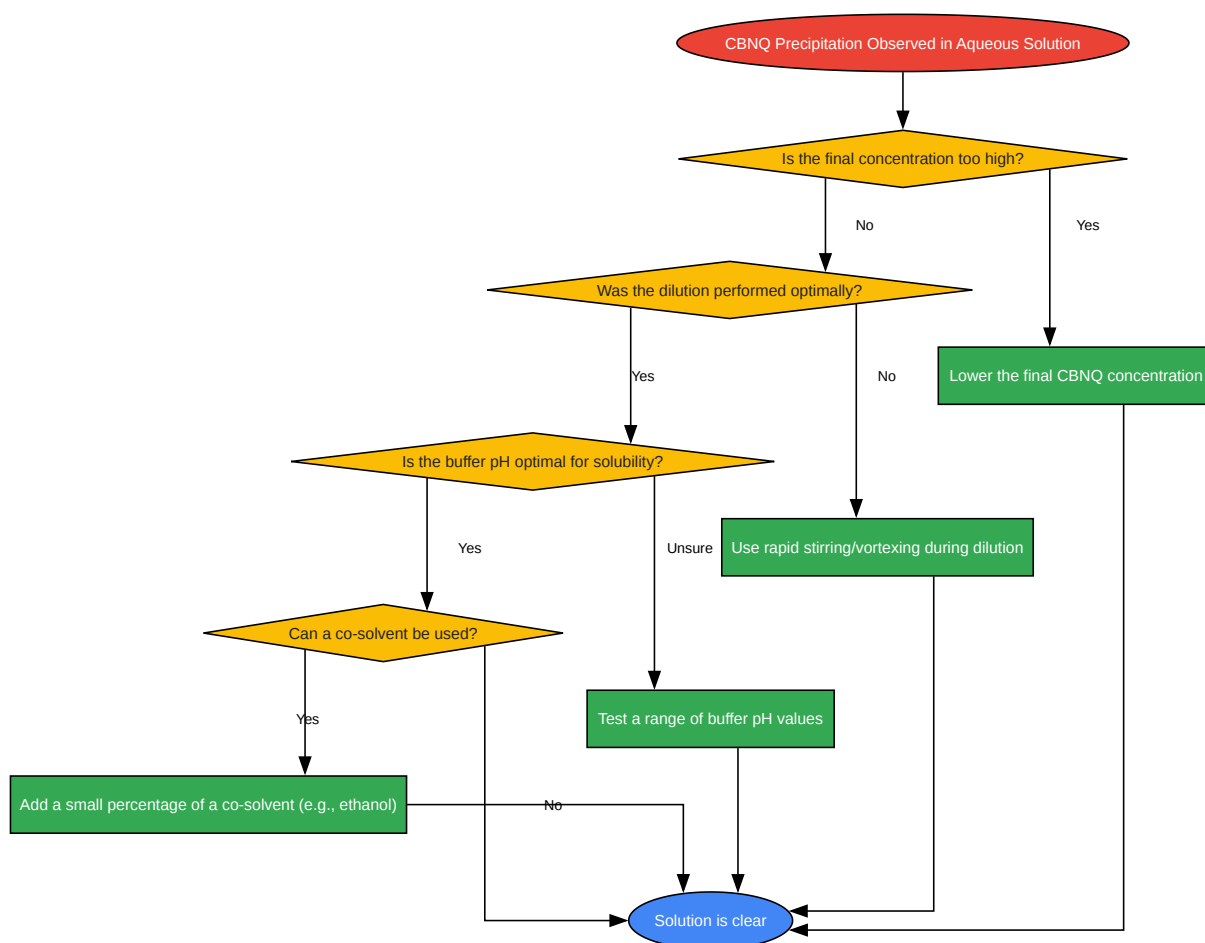 CBNQ Precipitation Observed in Aqueous Solution
Is the final concentration too high?
No
Yes
Was the dilution performed optimally?
Yes
No
Lower the final CBNQ concentration
Is the buffer pH optimal for solubility?
Yes
Unsure
Use rapid stirring/vortexing during dilution
Can a co-solvent be used?
Yes
Test a range of buffer pH values
Add a small percentage of a co-solvent (e.g., ethanol)
No
Solution is clear